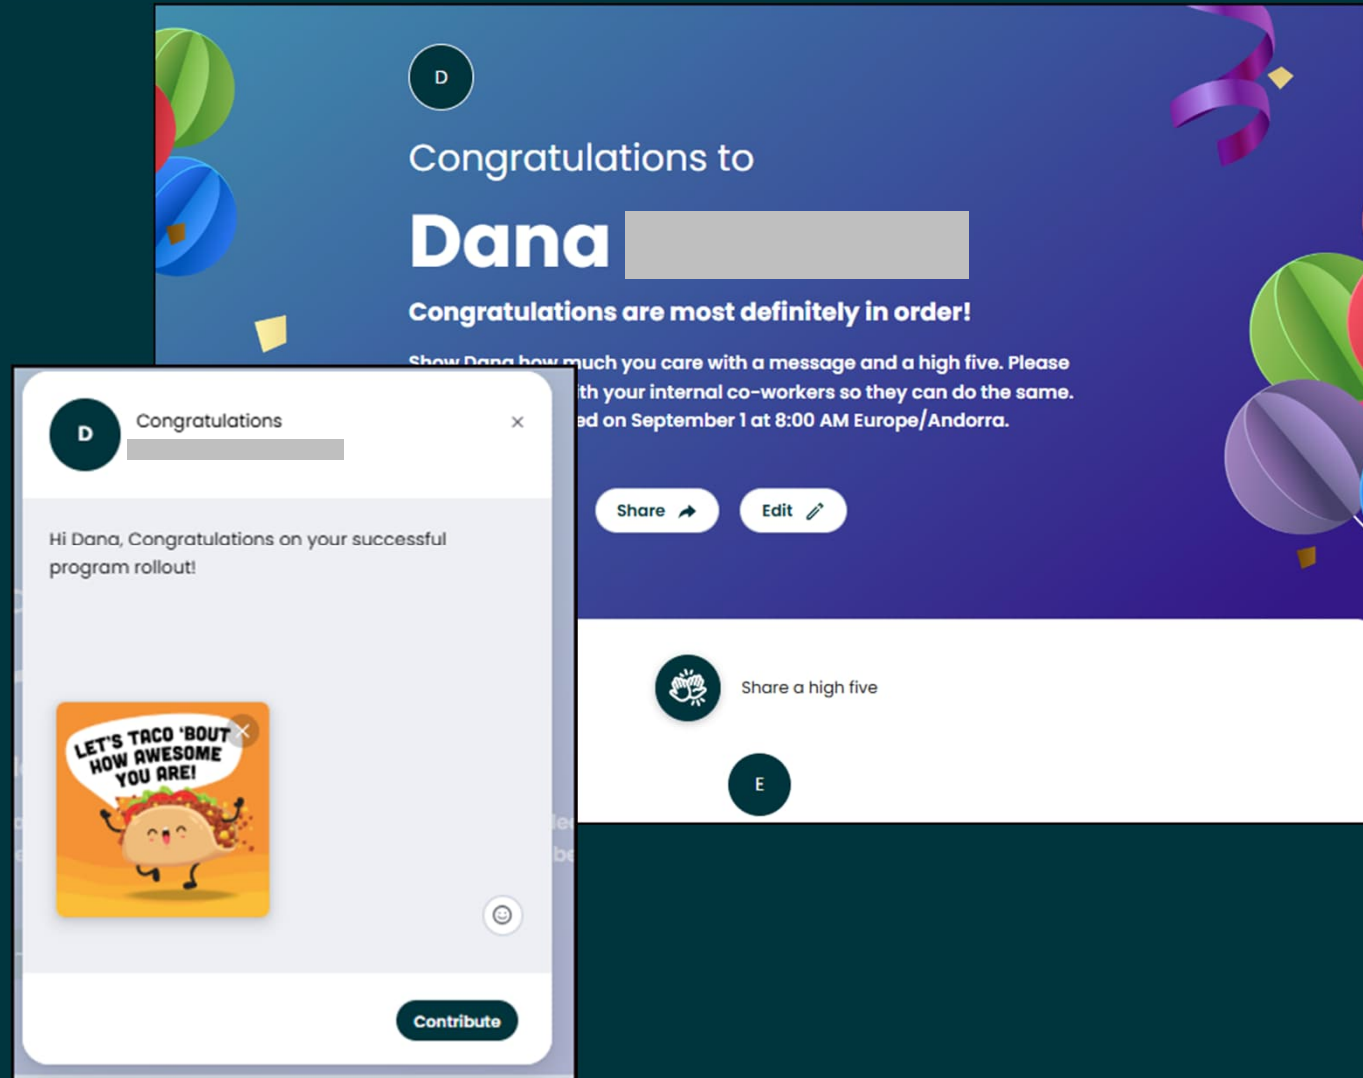 D
Congratulations to
Dana
Congratulations are most definitely in order!
Show Dana how much you care with a message and a high five. Please
ith your internal co-workers so they can do the same.
ed on September 1 at 8:00 AM Europe/Andorra.
Share
Edit
Share a high five
E
D
Congratulations
Hi Dana, Congratulations on your successful
program rollout!
LET'S TACO 'BOUT
HOW AWESOME
YOU ARE!
Contribute